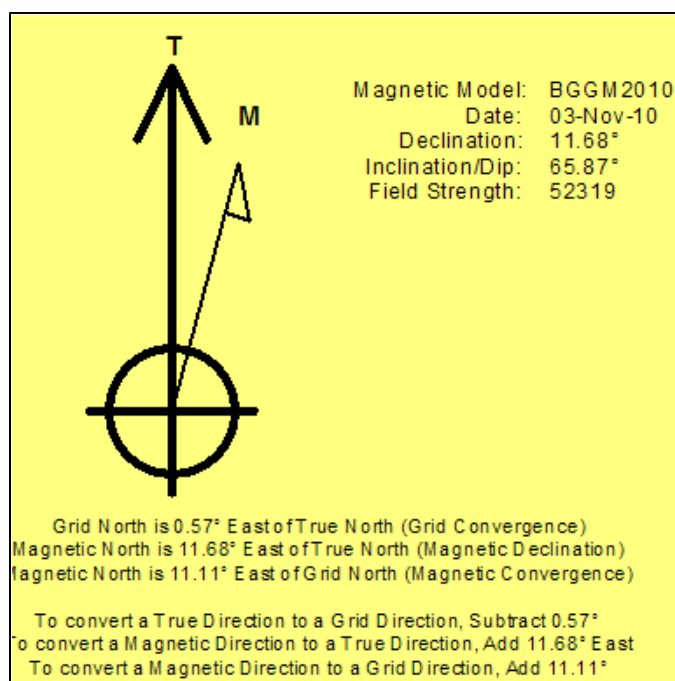 T
M
Magnetic Model: BGGM2010
Date: 03-Nov-10
Declination: 11.68°
Inclination/Dip: 65.87°
Field Strength: 52319
Grid North is 0.57° East of True North (Grid Convergence)
Magnetic North is 11.68° East of True North (Magnetic Declination)
Magnetic North is 11.11° East of Grid North (Magnetic Convergence)
To convert a True Direction to a Grid Direction, Subtract 0.57°
To convert a Magnetic Direction to a True Direction, Add 11.68° East
To convert a Magnetic Direction to a Grid Direction, Add 11.11°